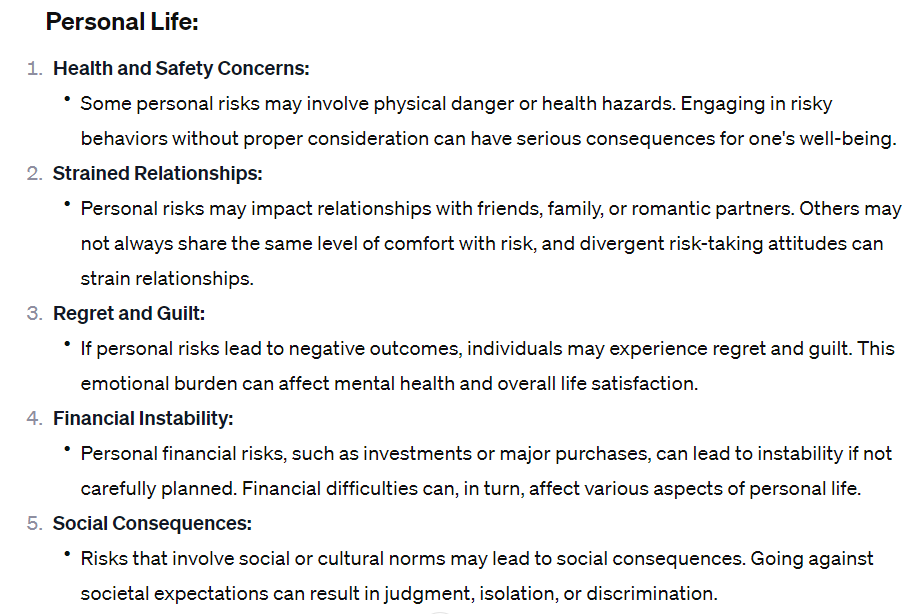 Personal Life:
1. Health and Safety Concerns:
• Some personal risks may involve physical danger or health hazards. Engaging in risky
behaviors without proper consideration can have serious consequences for one's well-being.
2. Strained Relationships:
• Personal risks may impact relationships with friends, family, or romantic partners. Others may
not always share the same level of comfort with risk, and divergent risk-taking attitudes can
strain relationships.
3. Regret and Guilt:
• If personal risks lead to negative outcomes, individuals may experience regret and guilt. This
emotional burden can affect mental health and overall life satisfaction.
4. Financial Instability:
• Personal financial risks, such as investments or major purchases, can lead to instability if not
carefully planned. Financial difficulties can, in turn, affect various aspects of personal life.
5. Social Consequences:
• Risks that involve social or cultural norms may lead to social consequences. Going against
societal expectations can result in judgment, isolation, or discrimination.